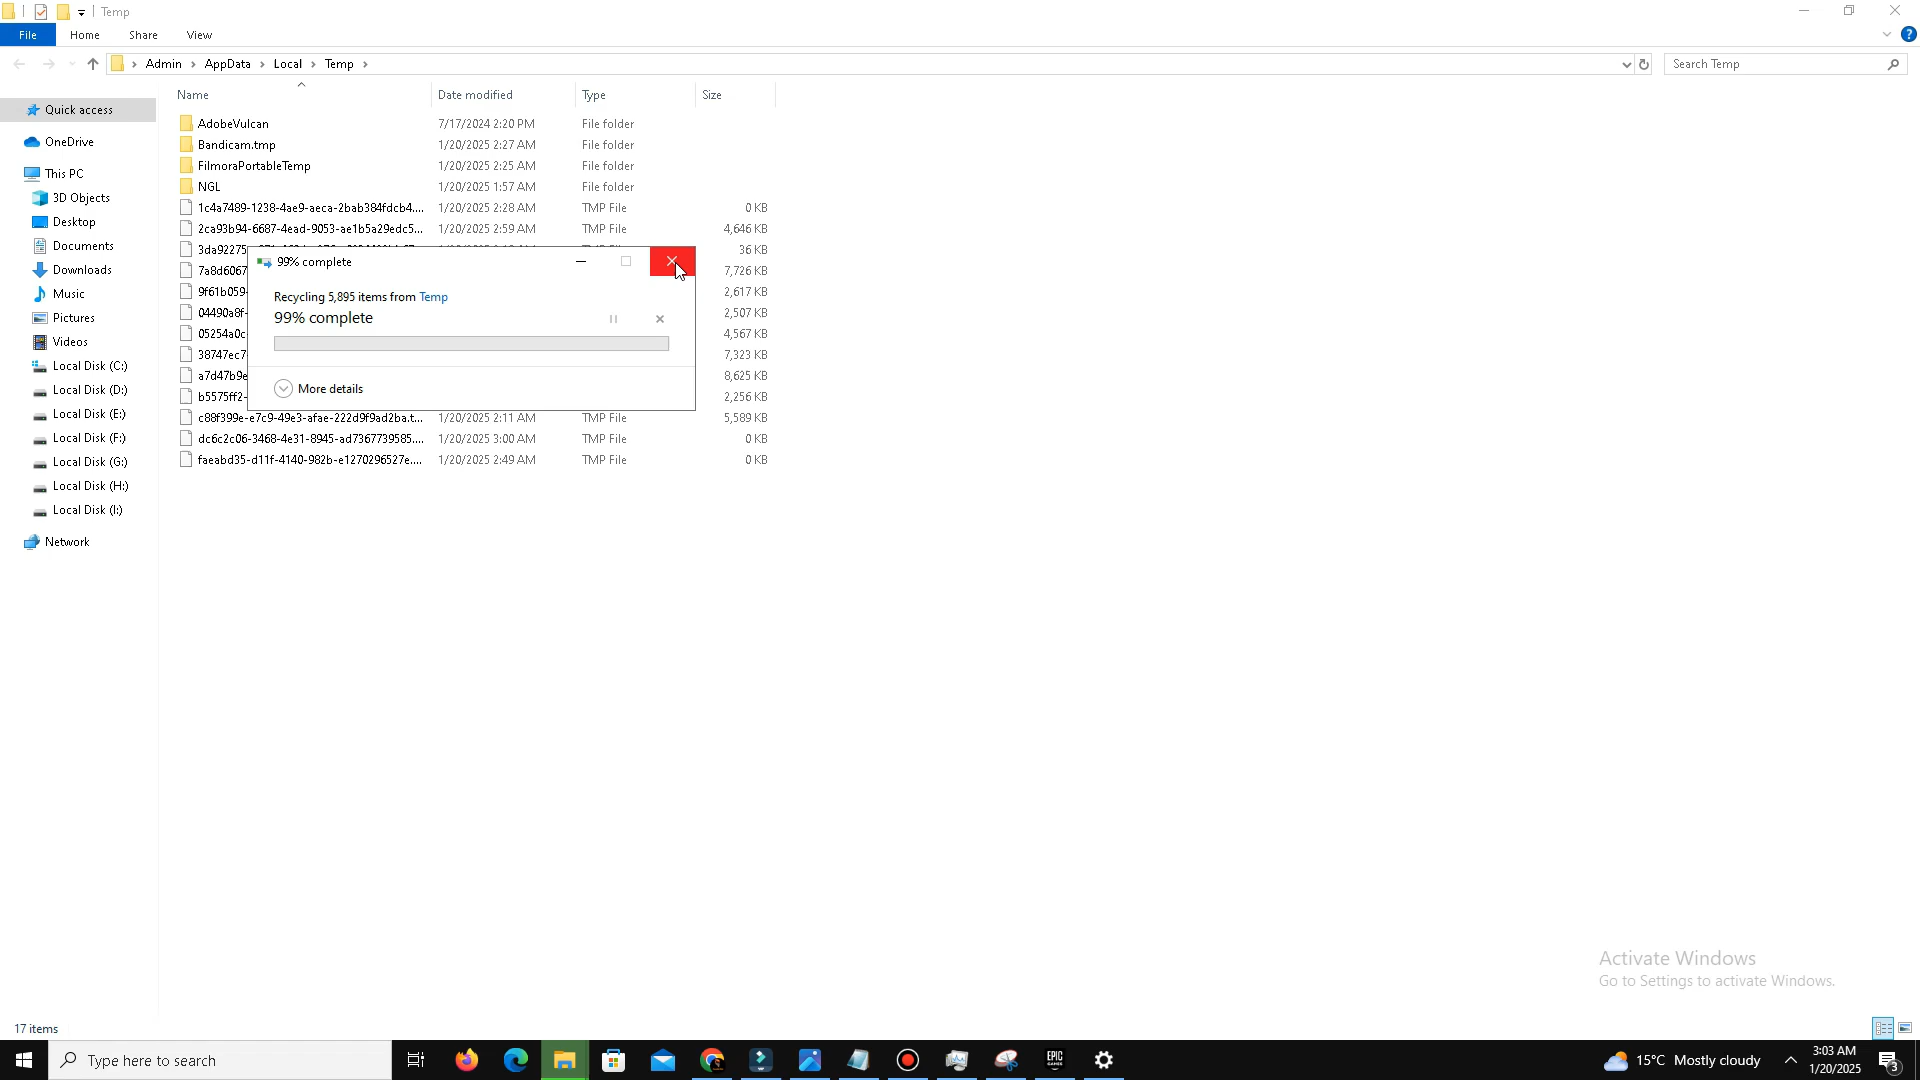 Temp
File Home Share View
Admin AppData Local Temp
Search Temp
Name Date modified Type Size
Quick access
OneDrive
This PC
3D Objects
Desktop
Documents
Downloads
Music
Pictures
Videos
Local Disk (C:)
Local Disk (D:)
Local Disk (E:)
Local Disk (F:)
Local Disk (G:)
Local Disk (H:)
Local Disk (I:)
Network
AdobeVulcan 7/17/2024 2:20 PM File folder
Bandicam.tmp 1/20/2025 2:27 AM File folder
FilmoraPortableTemp 1/20/2025 2:25 AM File folder
NGL 1/20/2025 1:57 AM File folder
1c4a7489-1238-4ae9-aeca-2bab384fdcb4.... 1/20/2025 2:28 AM TMP File 0 KB
2ca93b94-6687-4ead-9053-ae1b5a29edc5... 1/20/2025 2:59 AM TMP File 4,646 KB
3da92275 36 KB
7a8d6067 7,726 KB
9f61b059- 2,617 KB
04490a8f- 2,507 KB
05254a0c 4,567 KB
38747ec7 7,323 KB
a7d47b9e 8,625 KB
b5575ff2- 2,256 KB
c88f399e-e7c9-49e3-afae-222d9f9ad2ba.t... 1/20/2025 2:11 AM TMP File 5,589 KB
dc6c2c06-3468-4e31-8945-ad7367739585.... 1/20/2025 3:00 AM TMP File 0 KB
faeabd35-d11f-4140-982b-e1270296527e.... 1/20/2025 2:49 AM TMP File 0 KB
99% complete
Recycling 5,895 items from Temp
99% complete
More details
Activate Windows
Go to Settings to activate Windows.
17 items
Type here to search
EPIC
GAMES
15°C Mostly cloudy
3:03 AM
1/20/2025
3